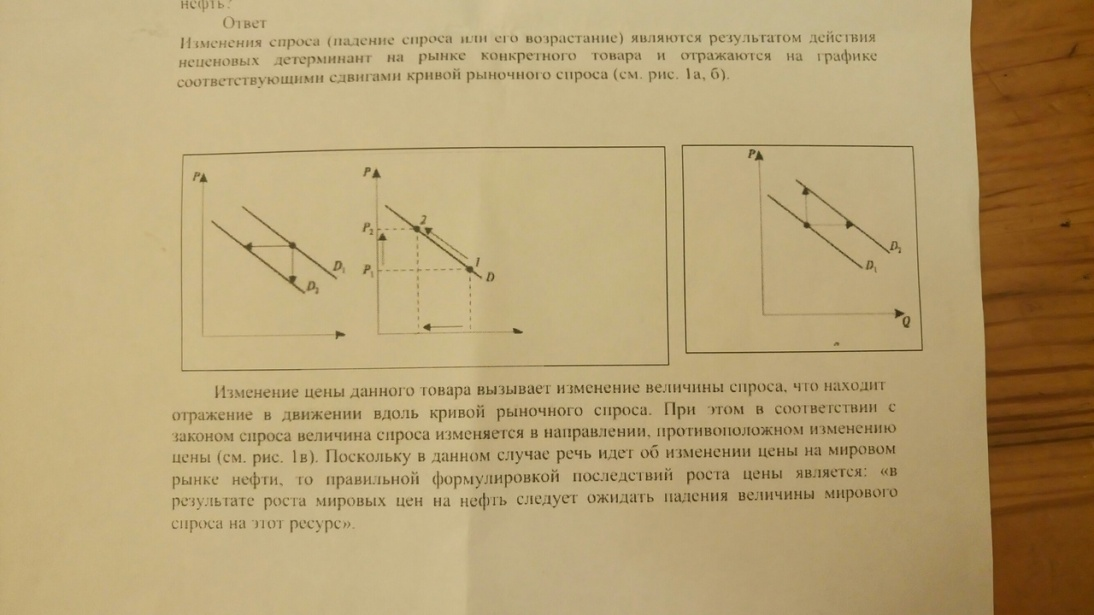 нефть?
Ответ
Изменения спроса (падение спроса или его возрастание) являются результатом действия
неценовых детерминант на рынке конкретного товара и отражаются на графике
соответствующими сдвигами кривой рыночного спроса (см. рис. 1а, б).
P
D₁
D₂
P
P₂
P₁
2
1
D
P
D₂
D₁
Q
Изменение цены данного товара вызывает изменение величины спроса, что находит
отражение в движении вдоль кривой рыночного спроса. При этом в соответствии с
законом спроса величина спроса изменяется в направлении, противоположном изменению
цены (см. рис. 1в). Поскольку в данном случае речь идет об изменении цены на мировом
рынке нефти, то правильной формулировкой последствий роста цены является: «в
результате роста мировых цен на нефть следует ожидать падения величины мирового
спроса на этот ресурс».